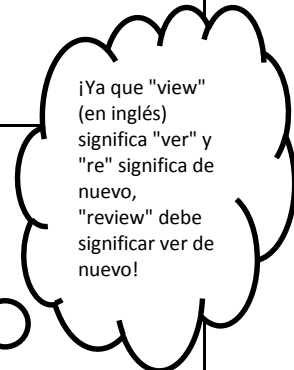 ¡Ya que "view"
(en inglés)
significa "ver" y
"re" significa de
nuevo,
"review" debe
significar ver de
nuevo!